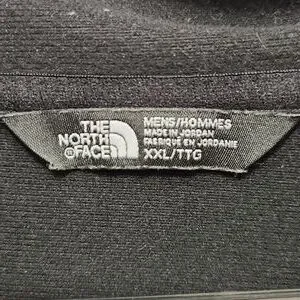 THE
NORTH
FACE
MENS/HOMMES
MADE IN JORDAN
FABRIQUÉ EN JORDANIE
XXL/TTG